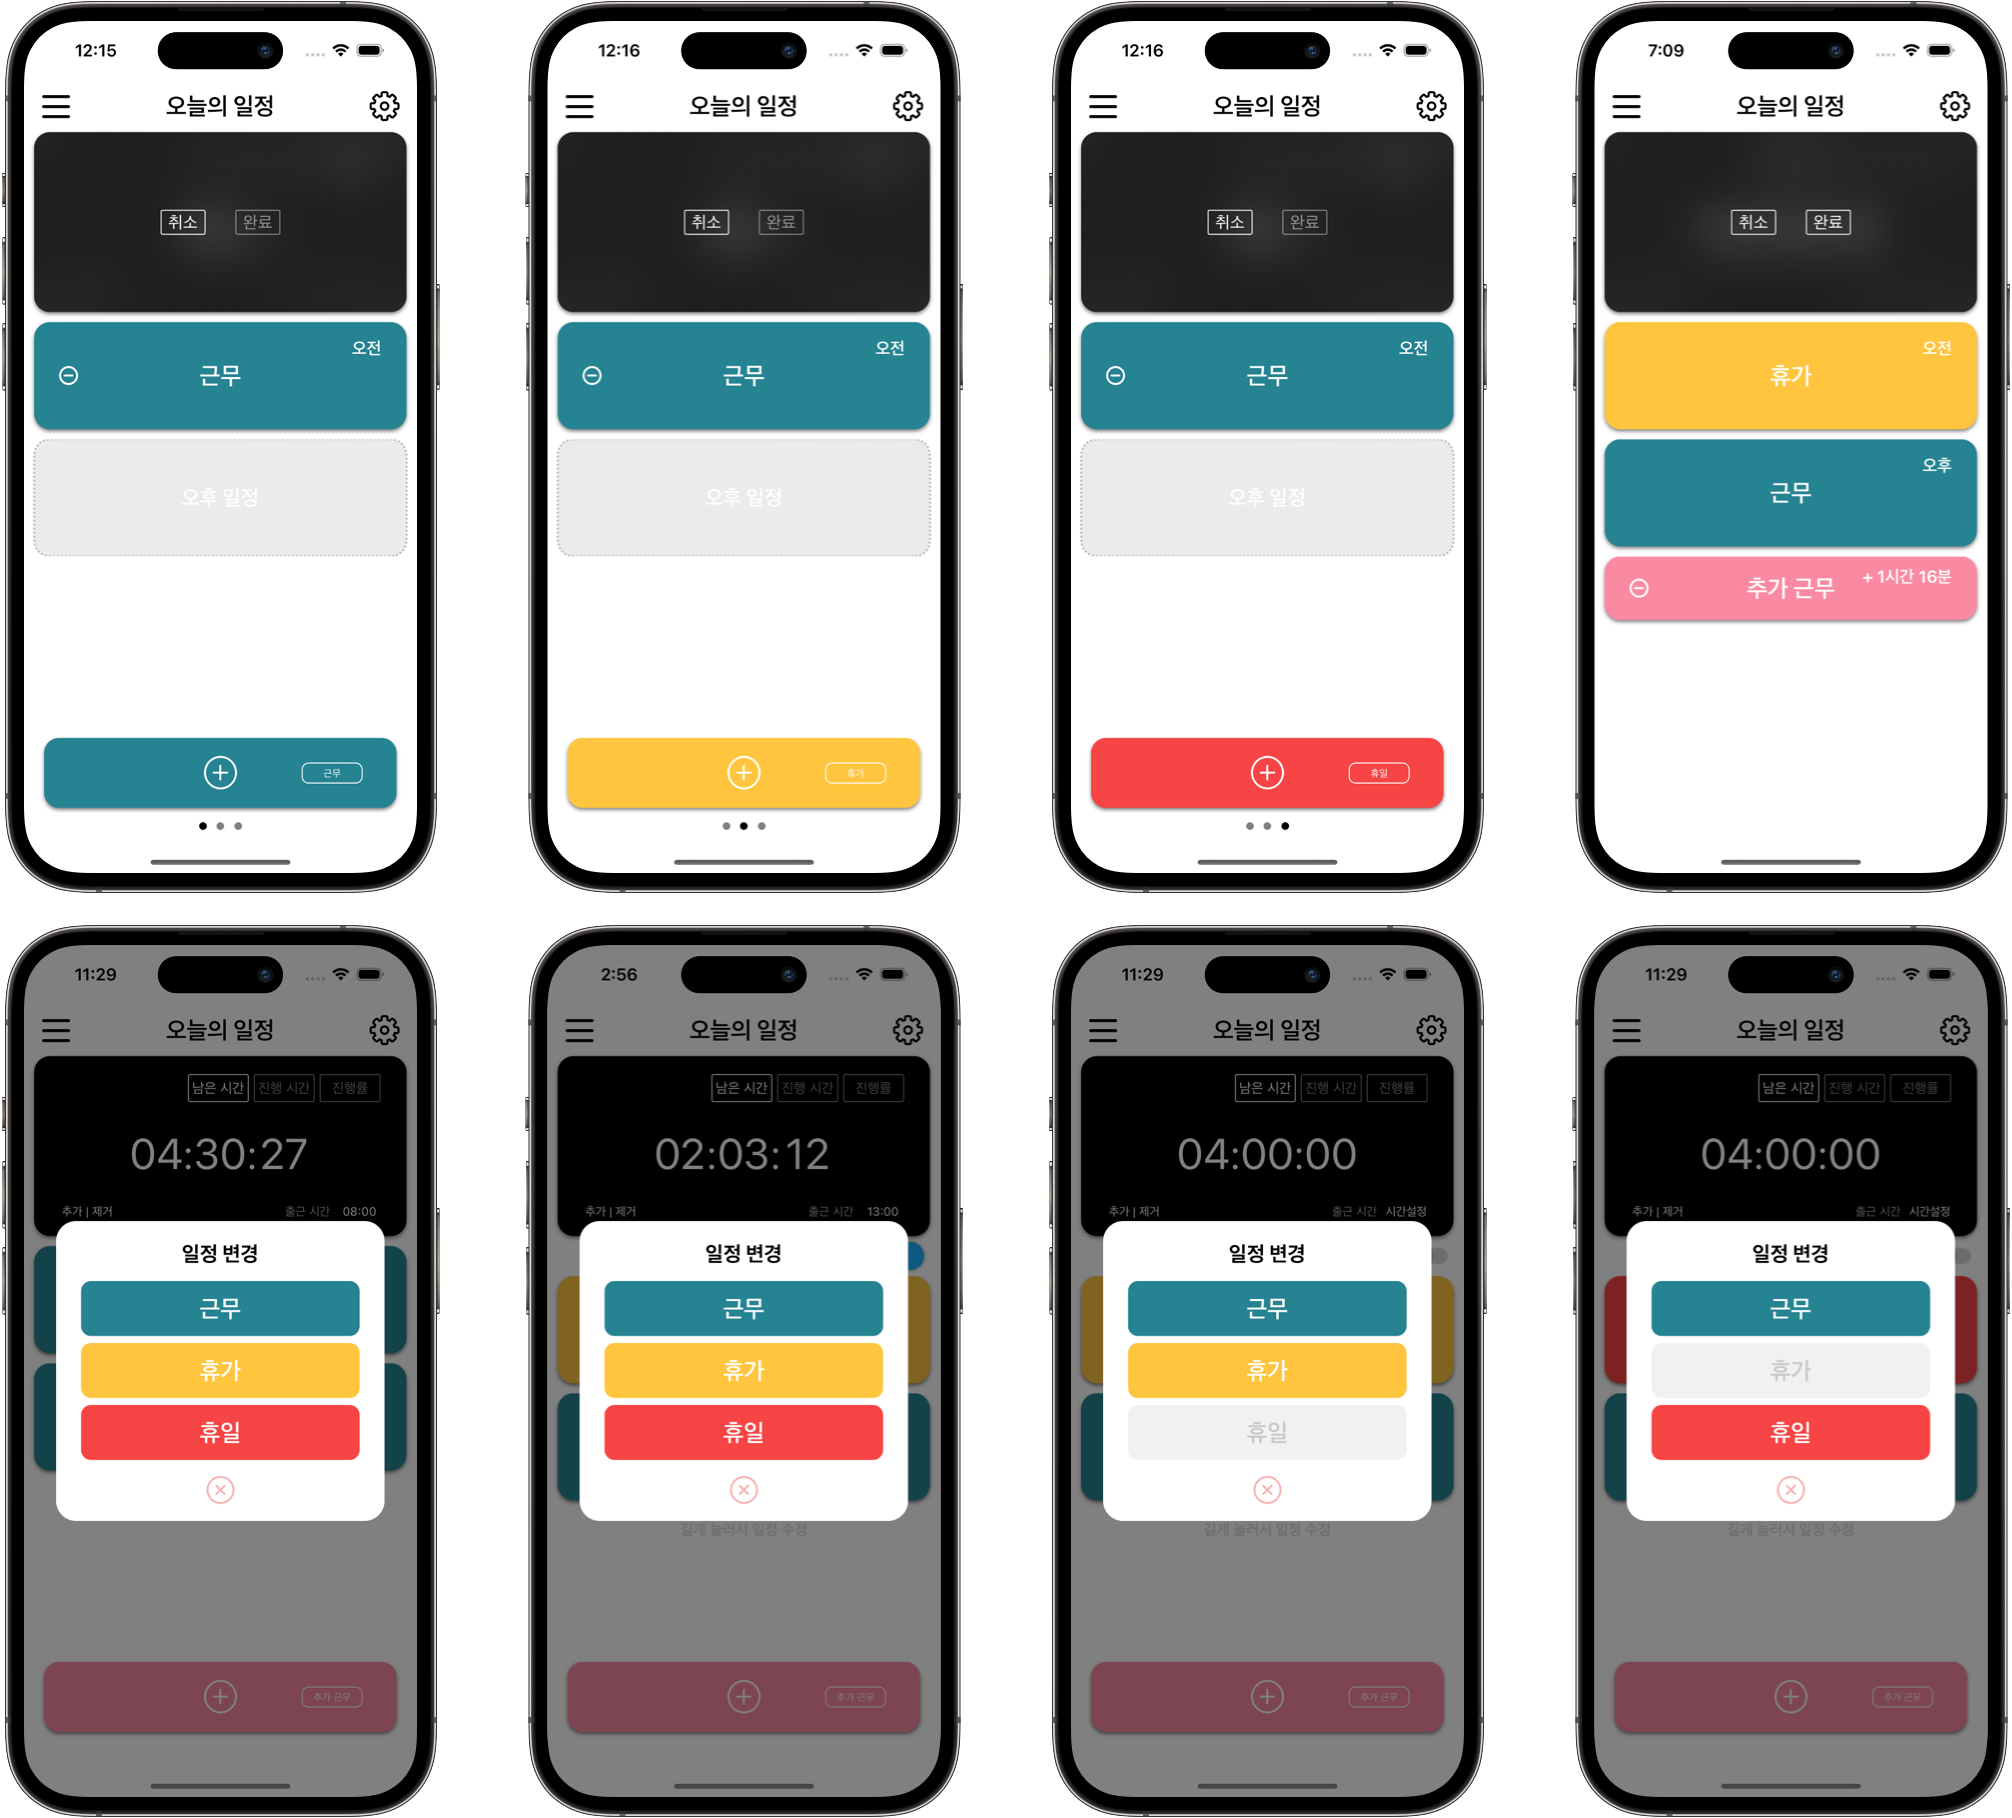 12:15
오늘의 일정
취소 완료
오전
근무
오후 일정
근무
12:16
오늘의 일정
취소 완료
오전
근무
오후 일정
휴가
12:16
오늘의 일정
취소 완료
오전
근무
오후 일정
휴일
7:09
오늘의 일정
취소 완료
오전
휴가
오후
근무
추가 근무 + 1시간 16분
11:29
오늘의 일정
남은 시간 진행 시간 진행률
04:30:27
추가 | 제거 출근 시간 08:00
일정 변경
근무
휴가
휴일
추가 근무
2:56
오늘의 일정
남은 시간 진행 시간 진행률
02:03:12
추가 | 제거 출근 시간 13:00
일정 변경
근무
휴가
휴일
길게 눌러서 일정 수정
추가 근무
11:29
오늘의 일정
남은 시간 진행 시간 진행률
04:00:00
추가 | 제거 출근 시간 시간설정
일정 변경
근무
휴가
휴일
길게 눌러서 일정 수정
추가 근무
11:29
오늘의 일정
남은 시간 진행 시간 진행률
04:00:00
추가 | 제거 출근 시간 시간설정
일정 변경
근무
휴가
휴일
길게 눌러서 일정 수정
추가 근무